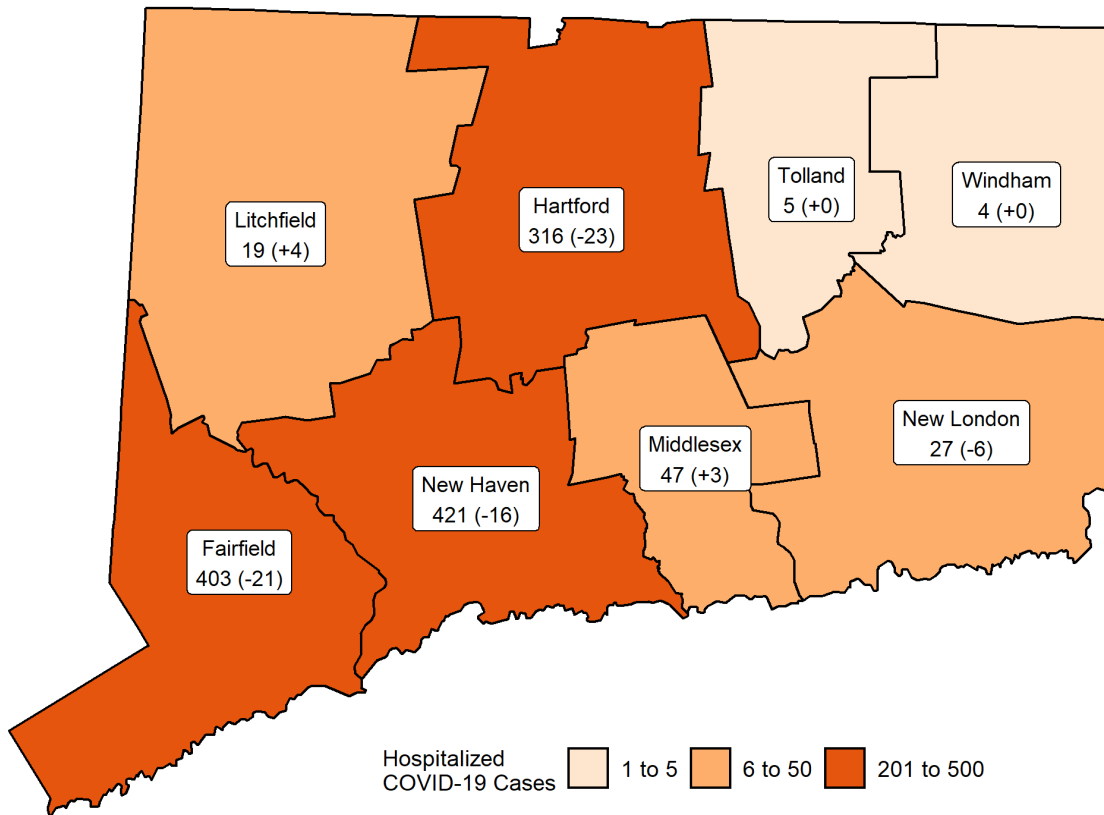 Tolland
5 (+0)
Windham
4 (+0)
Litchfield
19 (+4)
Hartford
316 (-23)
New London
27 (-6)
Middlesex
47 (+3)
New Haven
421 (-16)
Fairfield
403 (-21)
Hospitalized
COVID-19 Cases
1 to 5
6 to 50
201 to 500